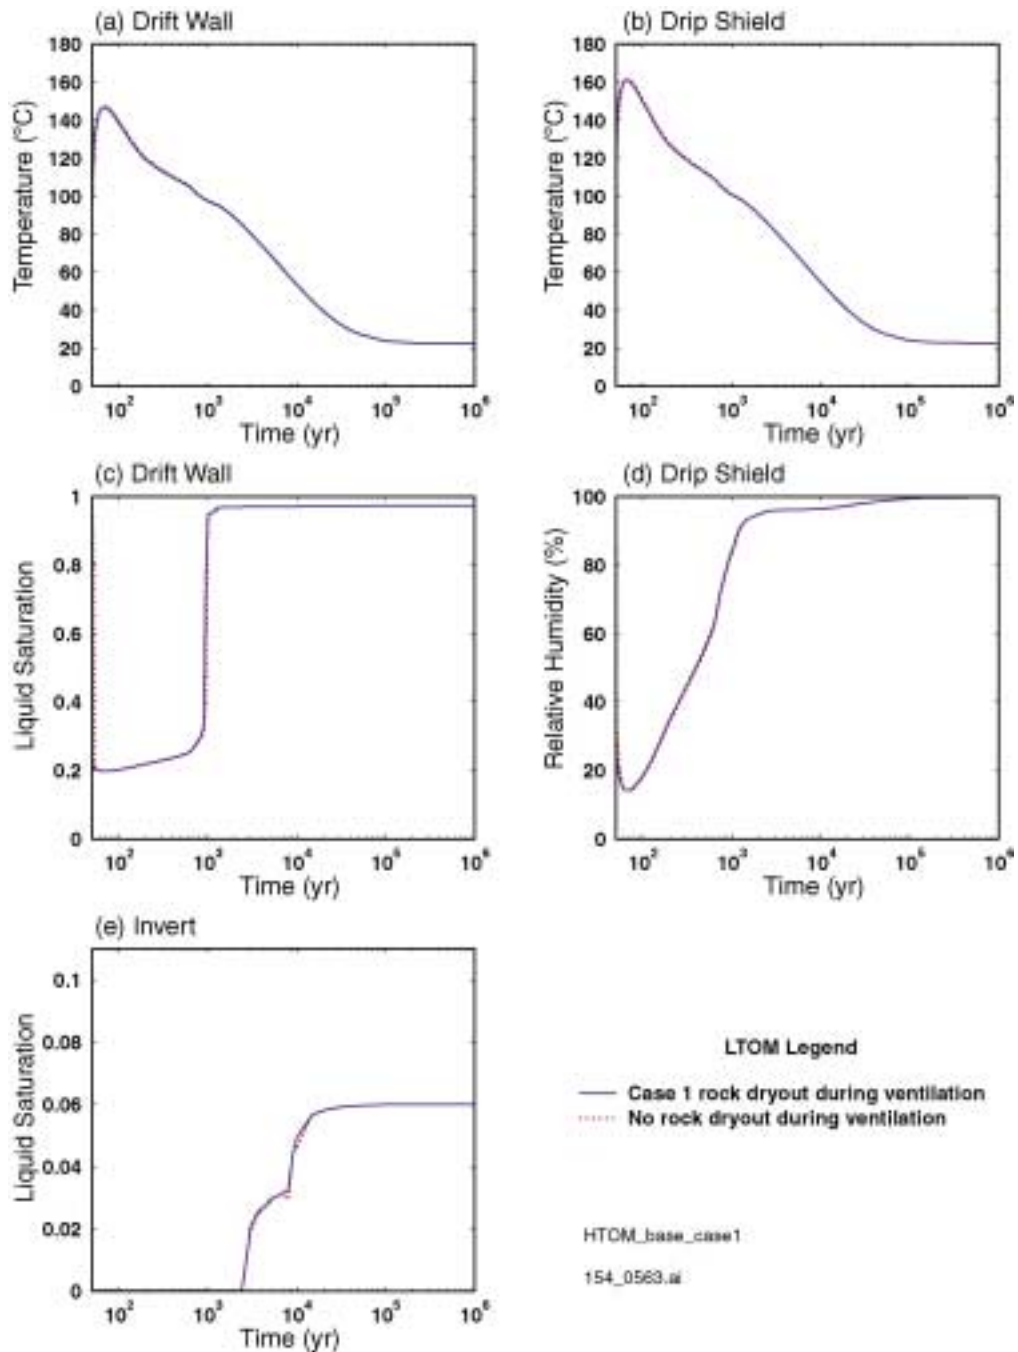 (a) Drift Wall
180
160
140
120
100
80
60
40
20
0
Temperature (°C)
10² 10³ 10⁴ 10⁵ 10⁶
Time (yr)
(b) Drip Shield
180
160
140
120
100
80
60
40
20
0
Temperature (°C)
10² 10³ 10⁴ 10⁵ 10⁶
Time (yr)
(c) Drift Wall
1
0.8
0.6
0.4
0.2
0
Liquid Saturation
10² 10³ 10⁴ 10⁵ 10⁶
Time (yr)
(d) Drip Shield
100
80
60
40
20
0
Relative Humidity (%)
10² 10³ 10⁴ 10⁵ 10⁶
Time (yr)
(e) Invert
0.1
0.08
0.06
0.04
0.02
0
Liquid Saturation
10² 10³ 10⁴ 10⁵ 10⁶
Time (yr)
LTOM Legend
Case 1 rock dryout during ventilation
No rock dryout during ventilation
HTOM_base_case1
154_0563.ai